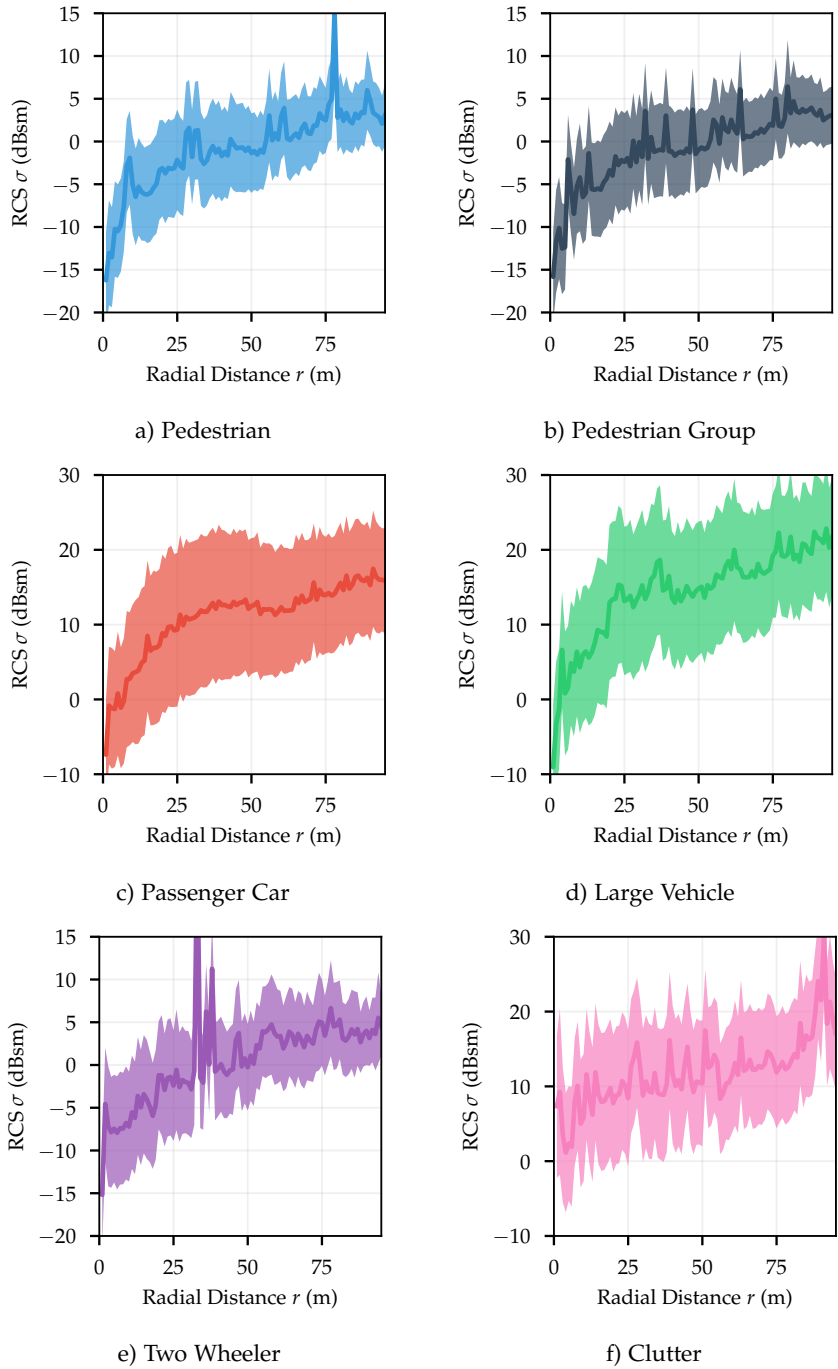 15
10
5
0
−5
−10
−15
−20
RCS σ (dBsm)
0 25 50 75
Radial Distance r (m)
a) Pedestrian
15
10
5
0
−5
−10
−15
−20
RCS σ (dBsm)
0 25 50 75
Radial Distance r (m)
b) Pedestrian Group
30
20
10
0
−10
RCS σ (dBsm)
0 25 50 75
Radial Distance r (m)
c) Passenger Car
30
20
10
0
−10
RCS σ (dBsm)
0 25 50 75
Radial Distance r (m)
d) Large Vehicle
15
10
5
0
−5
−10
−15
−20
RCS σ (dBsm)
0 25 50 75
Radial Distance r (m)
e) Two Wheeler
30
20
10
0
−10
RCS σ (dBsm)
0 25 50 75
Radial Distance r (m)
f) Clutter